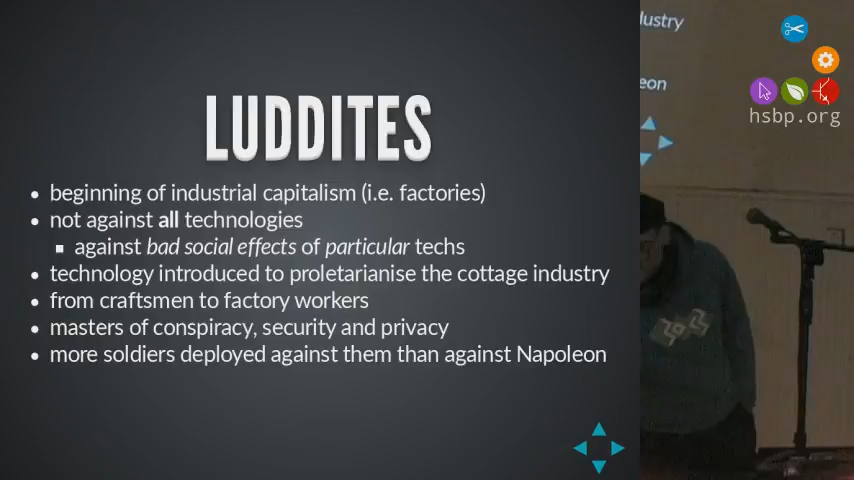 LUDDITES
beginning of industrial capitalism (i.e. factories)
not against all technologies
against bad social effects of particular techs
technology introduced to proletarianise the cottage industry
from craftsmen to factory workers
masters of conspiracy, security and privacy
more soldiers deployed against them than against Napoleon
lustry
eon
hsbp.org